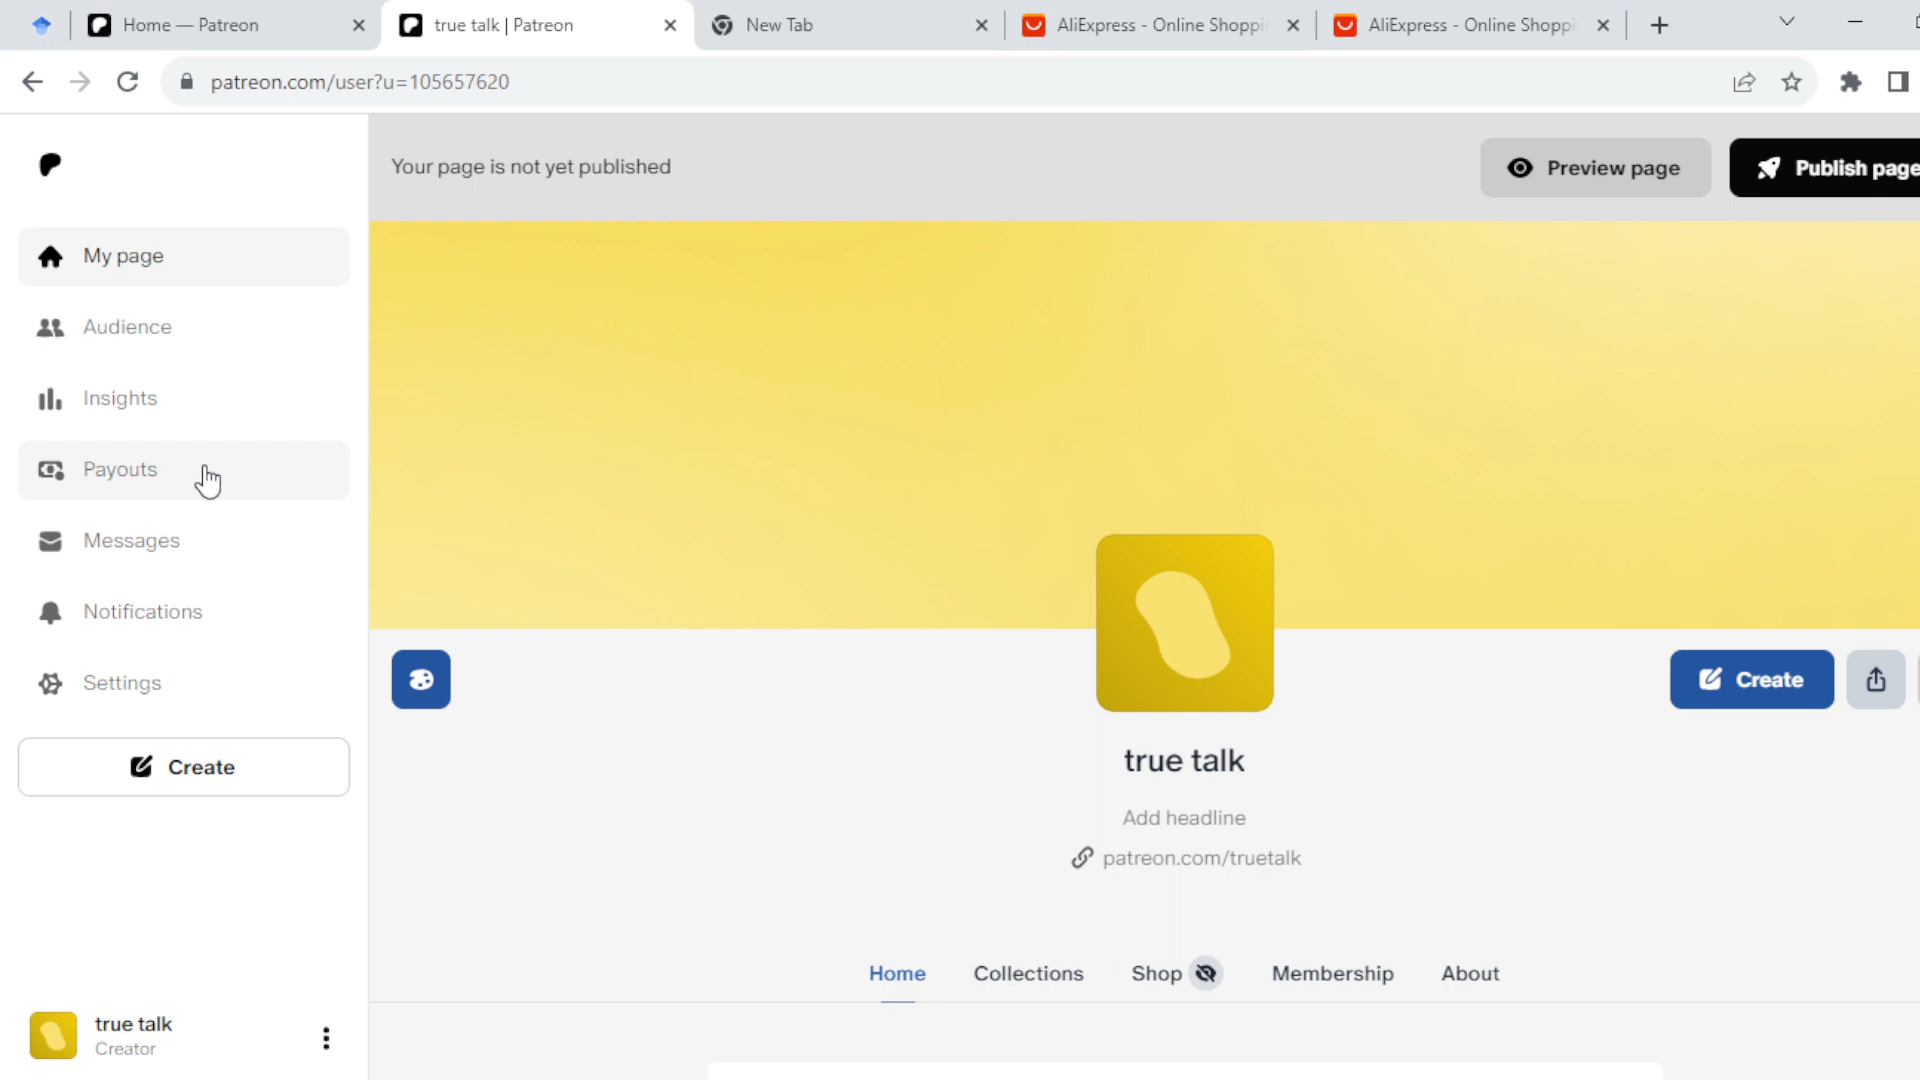 Home — Patreon
true talk | Patreon
New Tab
AliExpress - Online Shoppi
AliExpress - Online Shoppi
patreon.com/user?u=105657620
Your page is not yet published
Preview page
Publish page
My page
Audience
Insights
Payouts
Messages
Notifications
Settings
Create
Create
true talk
Add headline
patreon.com/truetalk
Home
Collections
Shop
Membership
About
true talk
Creator